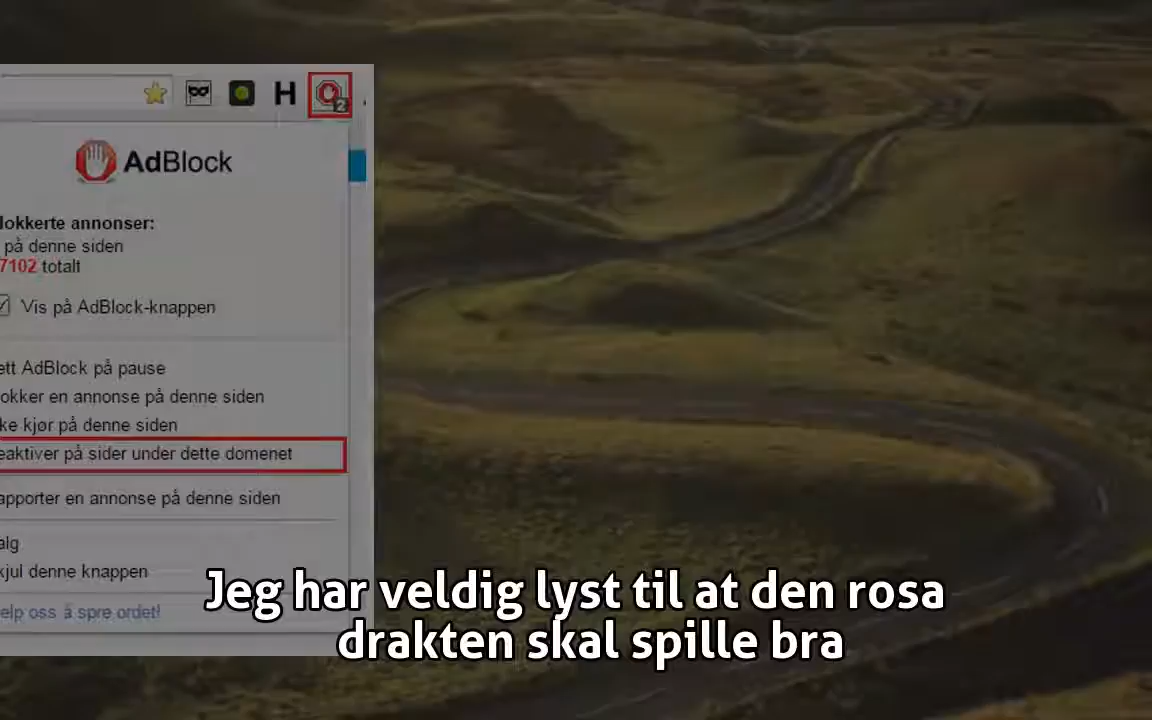 H
2
AdBlock
lokkerte annonser:
på denne siden
7102 totalt
Vis på AdBlock-knappen
ett AdBlock på pause
okker en annonse på denne siden
ke kjør på denne siden
eaktiver på sider under dette domenet
apporter en annonse på denne siden
alg
kjul denne knappen
elp oss å spre ordet!
Jeg har veldig lyst til at den rosa
drakten skal spille bra